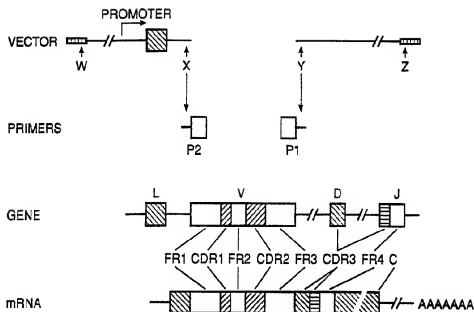 PROMOTER
VECTOR
W X Y Z
PRIMERS
P2 P1
L V D J
GENE
FR1 CDR1 FR2 CDR2 FR3 CDR3 FR4 C
mRNA AAAAAAA